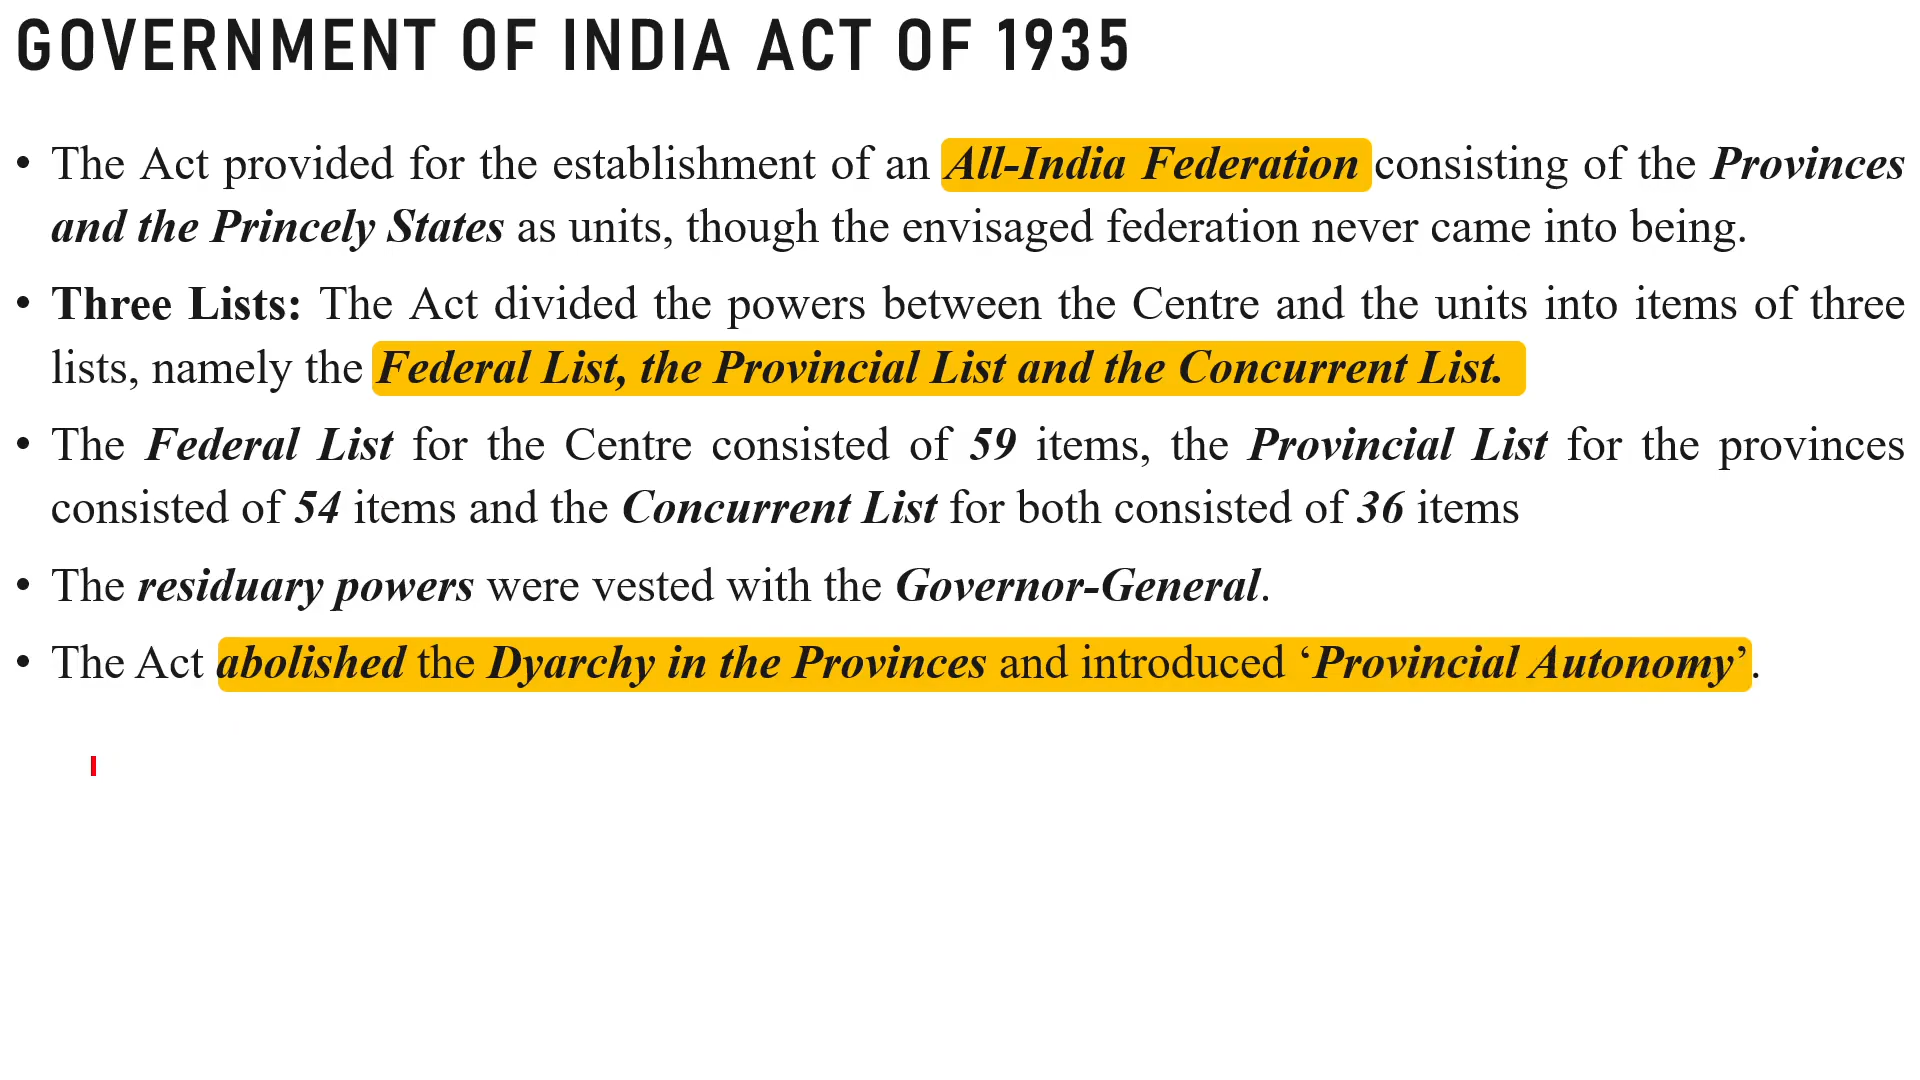 GOVERNMENT OF INDIA ACT OF 1935
• The Act provided for the establishment of an All-India Federation consisting of the Provinces
and the Princely States as units, though the envisaged federation never came into being.
• Three Lists: The Act divided the powers between the Centre and the units into items of three
lists, namely the Federal List, the Provincial List and the Concurrent List.
• The Federal List for the Centre consisted of 59 items, the Provincial List for the provinces
consisted of 54 items and the Concurrent List for both consisted of 36 items
• The residuary powers were vested with the Governor-General.
• The Act abolished the Dyarchy in the Provinces and introduced ‘Provincial Autonomy’.